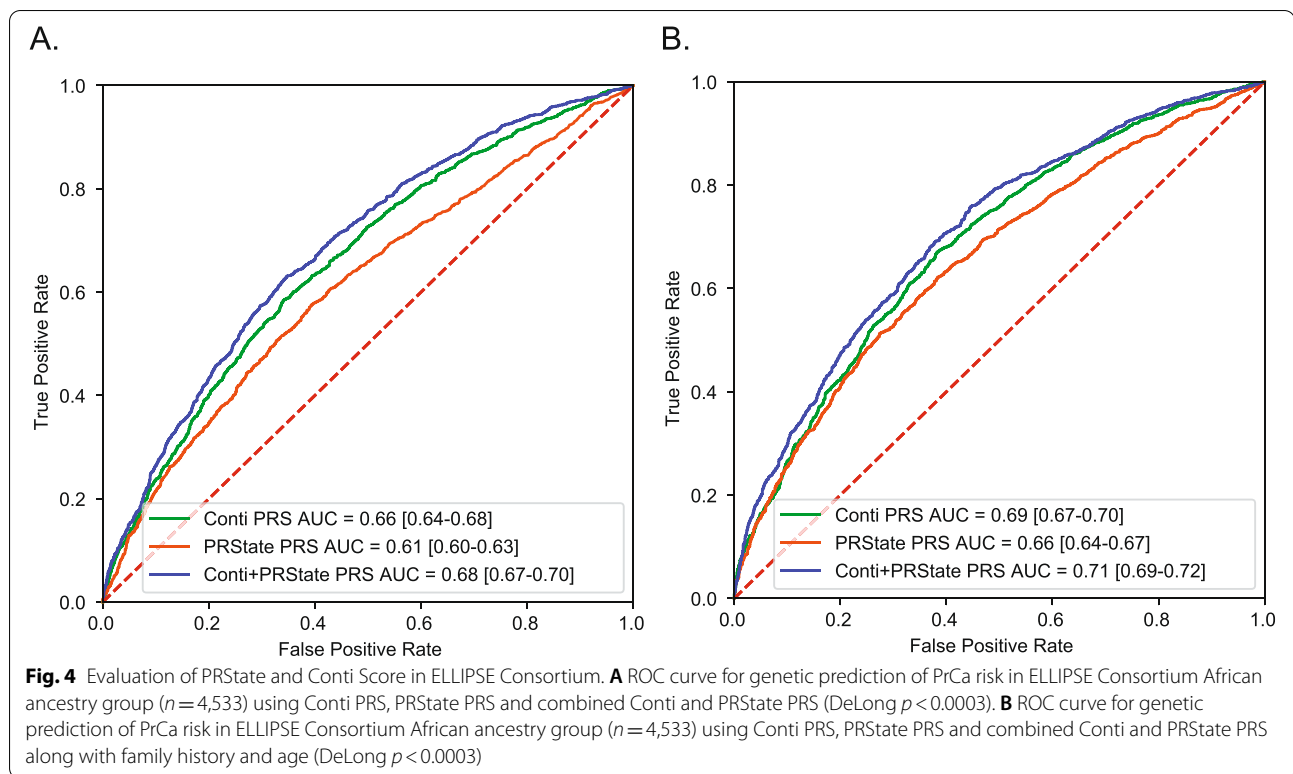 A.
1.0
0.8
0.6
0.4
0.2
0.0
True Positive Rate
Conti PRS AUC = 0.66 [0.64-0.68]
PRState PRS AUC = 0.61 [0.60-0.63]
Conti+PRState PRS AUC = 0.68 [0.67-0.70]
0.0 0.2 0.4 0.6 0.8 1.0
False Positive Rate
B.
1.0
0.8
0.6
0.4
0.2
0.0
True Positive Rate
Conti PRS AUC = 0.69 [0.67-0.70]
PRState PRS AUC = 0.66 [0.64-0.67]
Conti+PRState PRS AUC = 0.71 [0.69-0.72]
0.0 0.2 0.4 0.6 0.8 1.0
False Positive Rate
Fig. 4 Evaluation of PRState and Conti Score in ELLIPSE Consortium. A ROC curve for genetic prediction of PrCa risk in ELLIPSE Consortium African
ancestry group (n = 4,533) using Conti PRS, PRState PRS and combined Conti and PRState PRS (DeLong p < 0.0003). B ROC curve for genetic
prediction of PrCa risk in ELLIPSE Consortium African ancestry group (n = 4,533) using Conti PRS, PRState PRS and combined Conti and PRState PRS
along with family history and age (DeLong p < 0.0003)